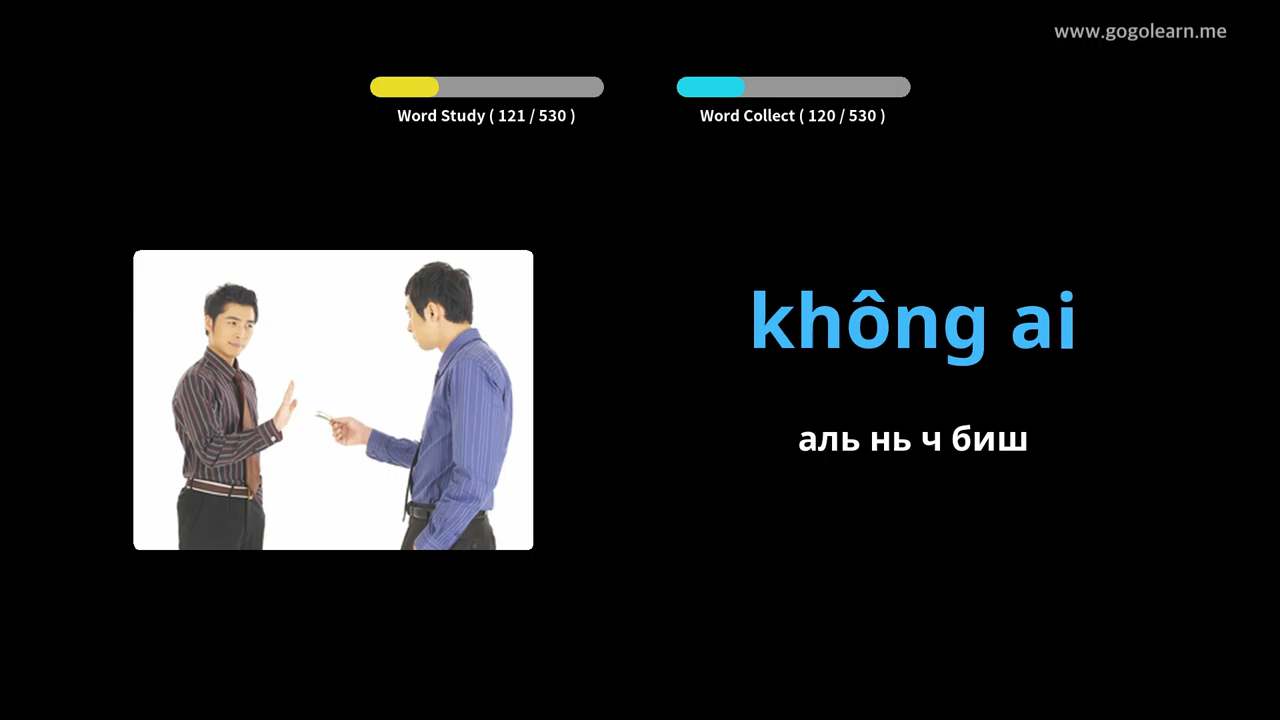 www.gogolearn.me
Word Study ( 121 / 530 )
Word Collect ( 120 / 530 )
không ai
аль нь ч биш